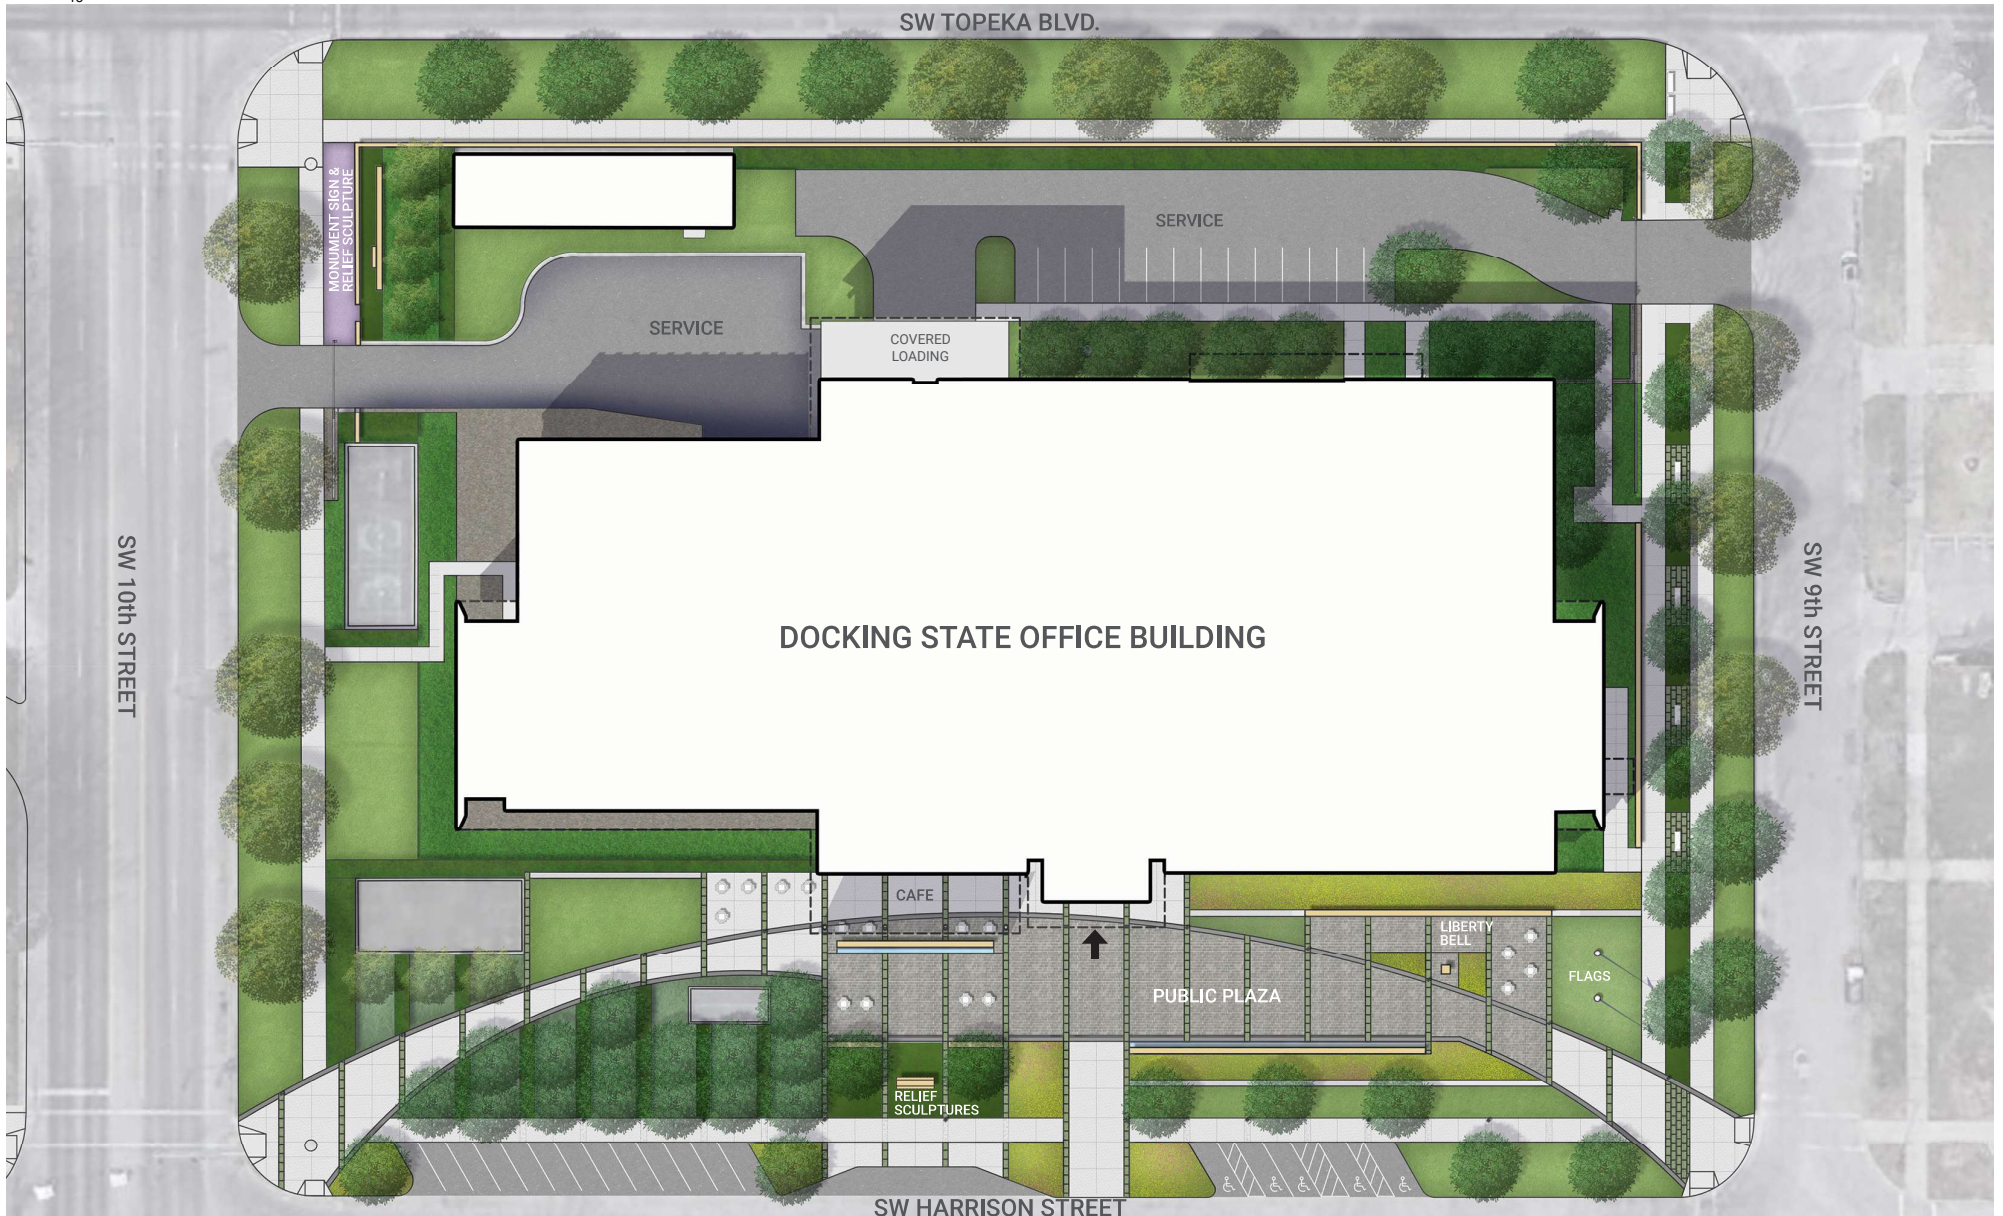 SW TOPEKA BLVD.
MONUMENT SIGN &
RELIEF SCULPTURE
SERVICE
SERVICE
COVERED
LOADING
SW 10th STREET
SW 9th STREET
DOCKING STATE OFFICE BUILDING
CAFE
LIBERTY
BELL
FLAGS
PUBLIC PLAZA
RELIEF
SCULPTURES
SW HARRISON STREET